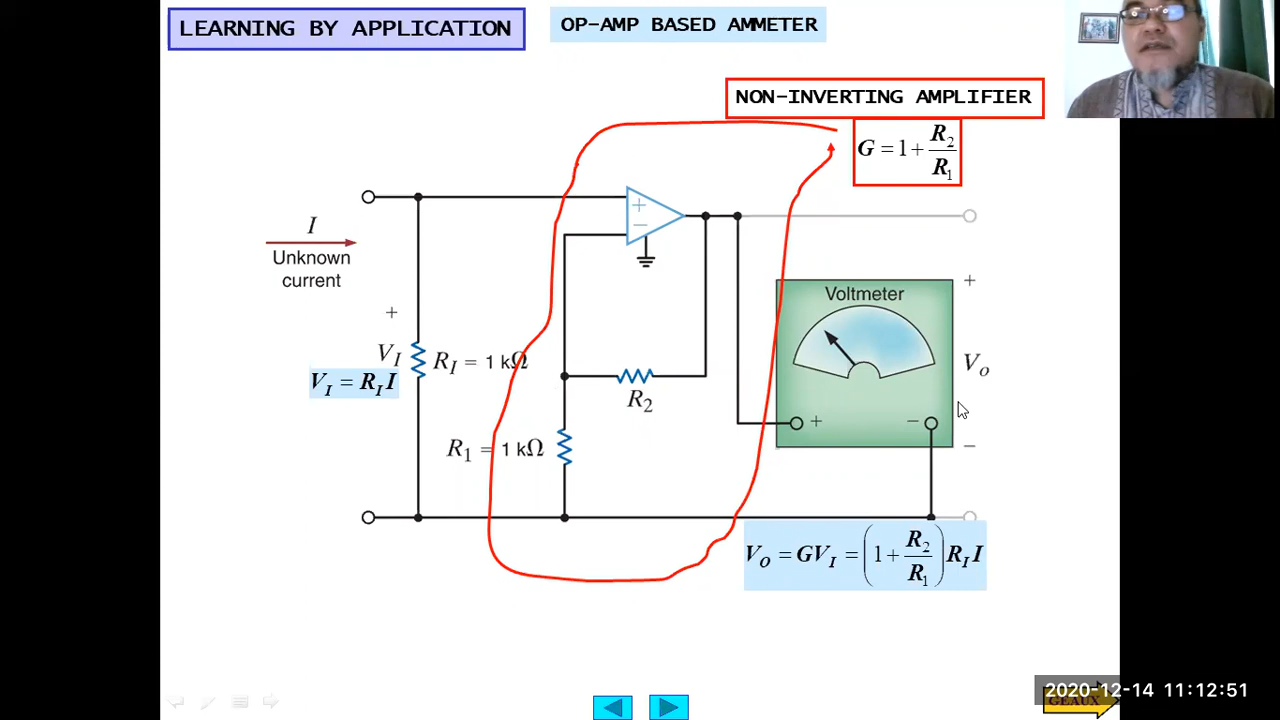 LEARNING BY APPLICATION
OP-AMP BASED AMMETER
NON-INVERTING AMPLIFIER
G = 1 + R2/R1
I
Unknown
current
+
−
+
VI
RI = 1 kΩ
VI = RI I
R2
R1 = 1 kΩ
Voltmeter
+
−
+
Vo
−
VO = GVI = (1 + R2/R1) RI I
2020-12-14 11:12:51
GEAUX